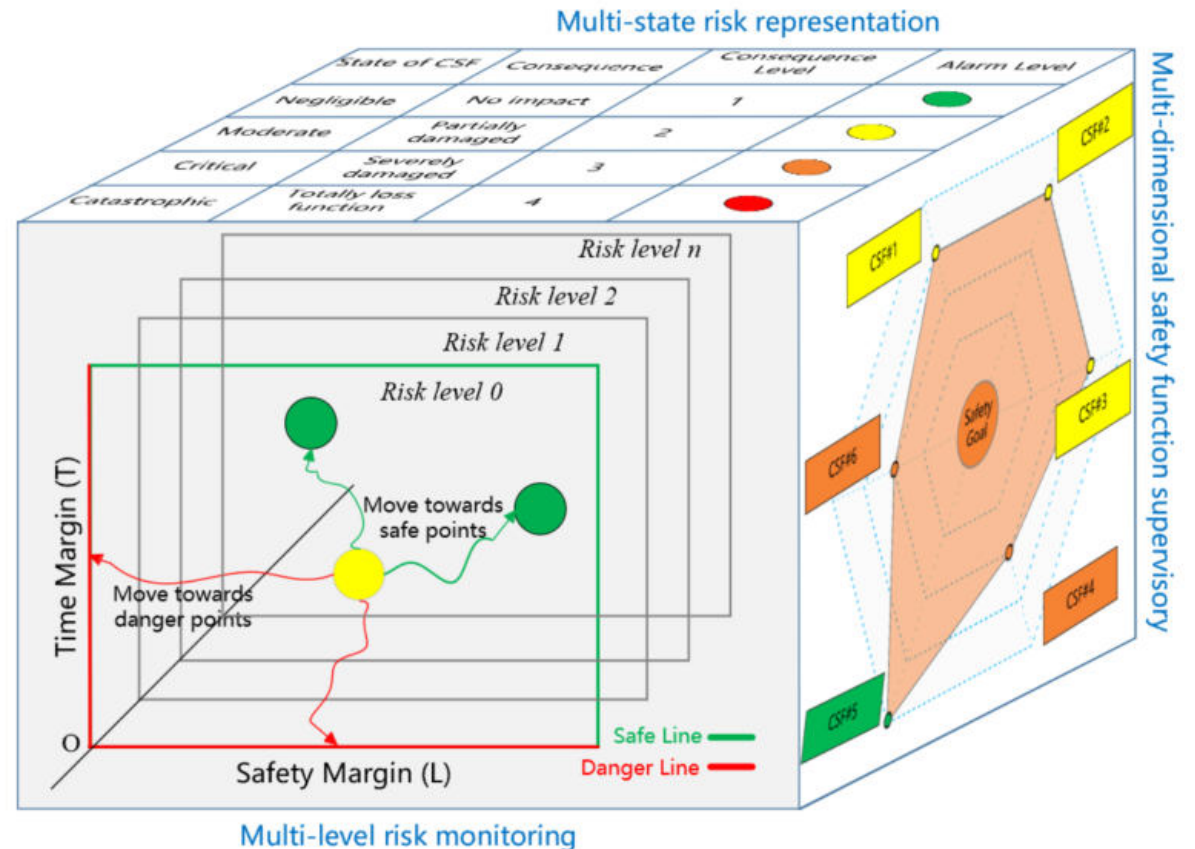 Multi-state risk representation
State of CSF Consequence Consequence Level Alarm Level
Negligible No impact 1
Moderate Partially damaged 2
Critical Severely damaged 3
Catastrophic Totally loss function 4
Multi-dimensional safety function supervisory
CSF#2
CSF#1
CSF#3
Safety
Goal
CSF#6
CSF#4
CSF#5
Risk level n
Risk level 2
Risk level 1
Risk level 0
Time Margin (T)
Move towards
safe points
Move towards
danger points
O
Safety Margin (L)
Safe Line
Danger Line
Multi-level risk monitoring